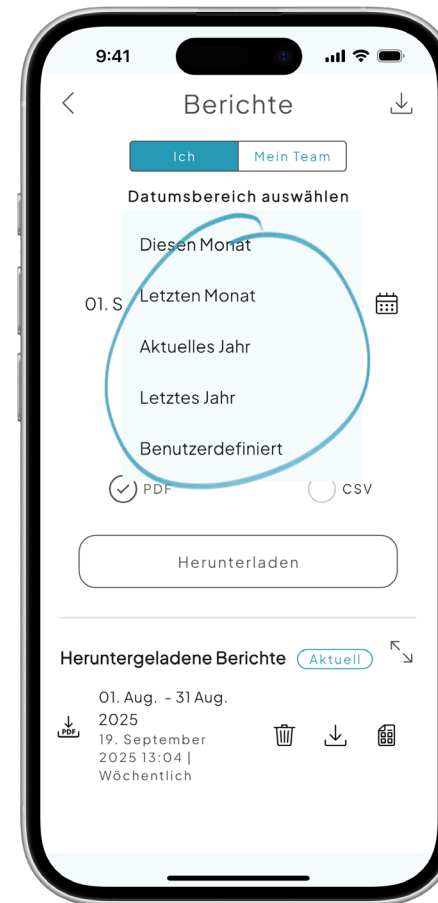 9:41
Berichte
Ich
Mein Team
Datumsbereich auswählen
Diesen Monat
01. S
Letzten Monat
Aktuelles Jahr
Letztes Jahr
Benutzerdefiniert
PDF
CSV
Herunterladen
Heruntergeladene Berichte
Aktuell
01. Aug. - 31 Aug.
2025
PDF
19. September
2025 13:04 |
Wöchentlich